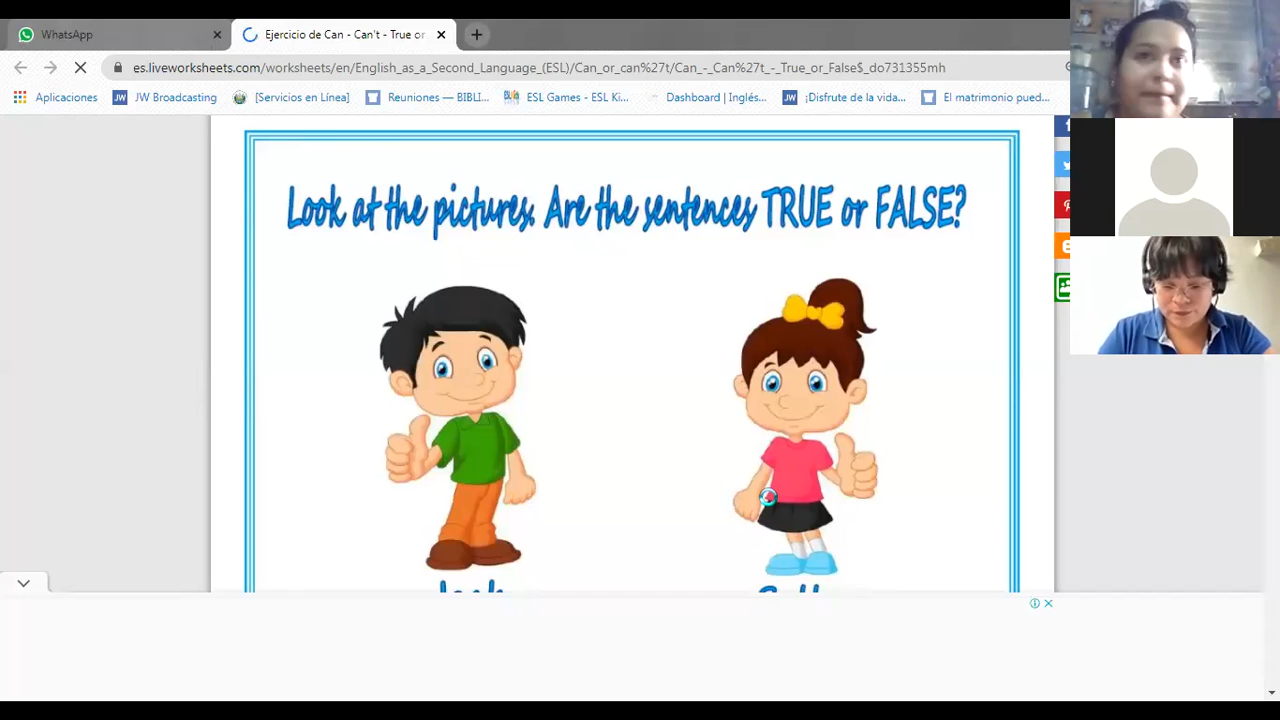 WhatsApp
Ejercicio de Can - Can't - True or
es.liveworksheets.com/worksheets/en/English_as_a_Second_Language_(ESL)/Can_or_can%27t/Can_-_Can%27t_-_True_or_False$_do731355mh
Aplicaciones JW Broadcasting [Servicios en Línea] Reuniones — BIBLI... ESL Games - ESL Ki... Dashboard | Inglés,... ¡Disfrute de la vida... El matrimonio pued...
Look at the pictures. Are the sentences TRUE or FALSE?